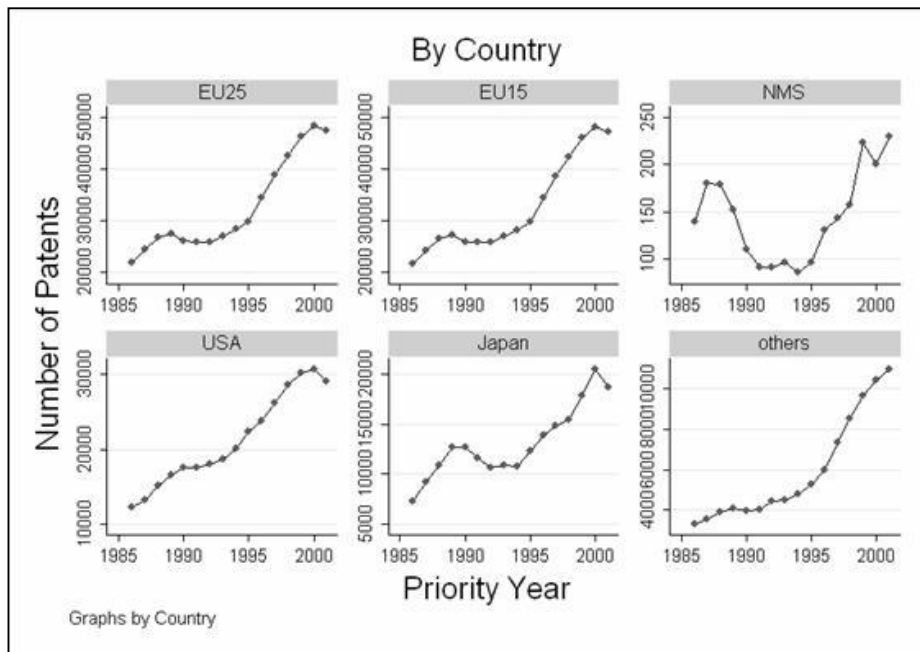 By Country
EU25
EU15
NMS
20000 30000 40000 50000
20000 30000 40000 50000
100 150 200 250
1985 1990 1995 2000
1985 1990 1995 2000
1985 1990 1995 2000
USA
Japan
others
10000 20000 30000
5000 10000 15000 20000
4000 6000 8000 10000
1985 1990 1995 2000
1985 1990 1995 2000
1985 1990 1995 2000
Number of Patents
Priority Year
Graphs by Country